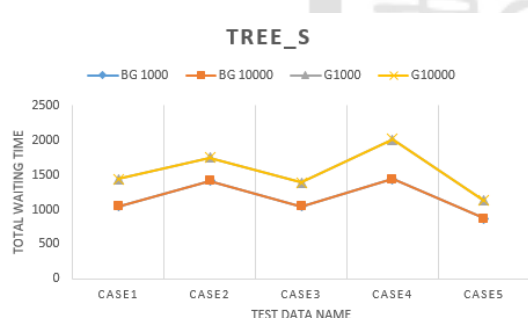 TREE_S
BG 1000 BG 10000 G1000 G10000
2500
2000
1500
1000
500
0
TOTAL WAITING TIME
CASE1 CASE2 CASE3 CASE4 CASE5
TEST DATA NAME